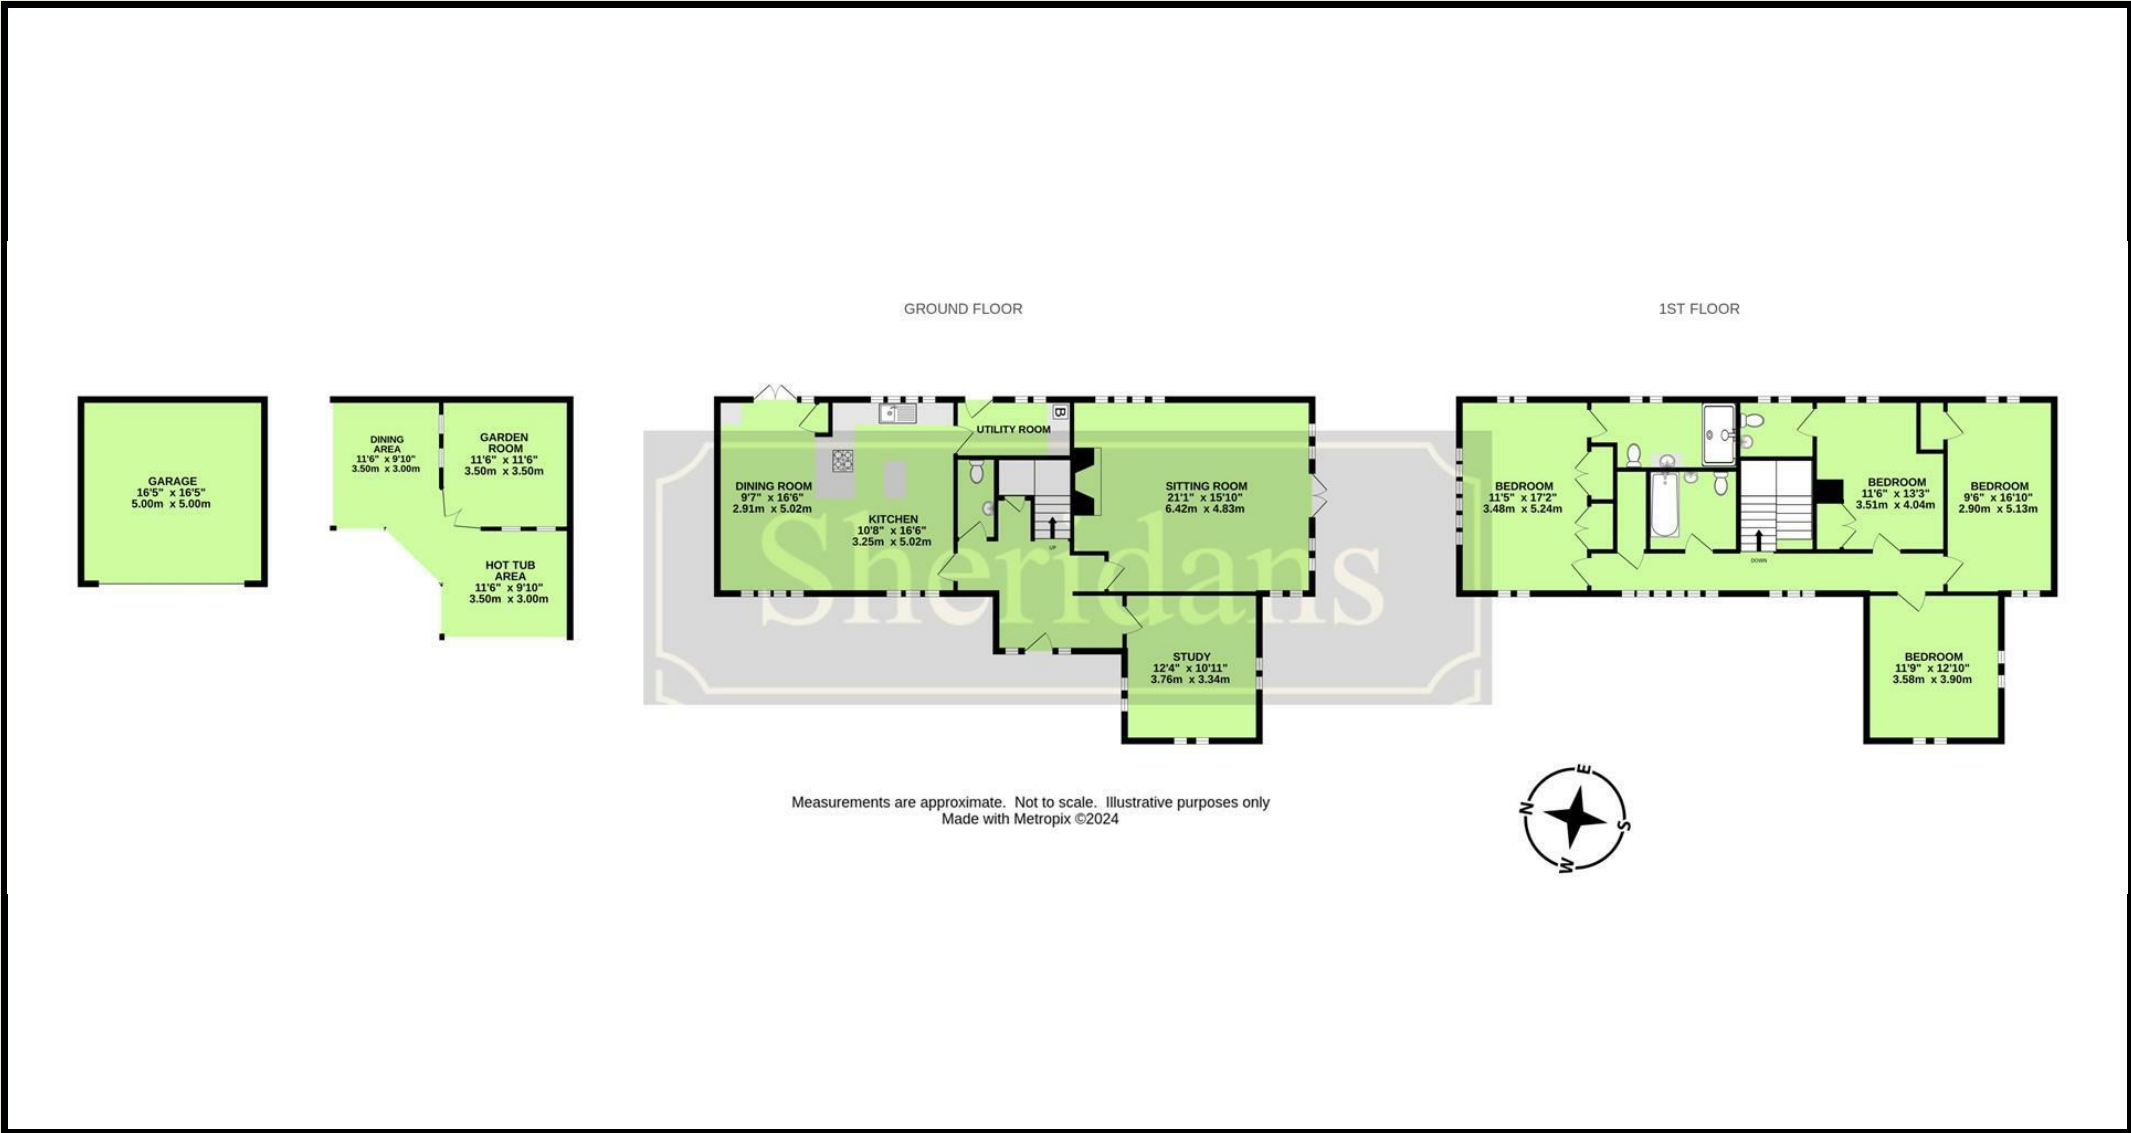 GROUND FLOOR
1ST FLOOR
GARAGE
16'5" x 16'5"
5.00m x 5.00m
DINING
AREA
11'6" x 9'10"
3.50m x 3.00m
GARDEN
ROOM
11'6" x 11'6"
3.50m x 3.50m
HOT TUB
AREA
11'6" x 9'10"
3.50m x 3.00m
DINING ROOM
9'7" x 16'6"
2.91m x 5.02m
KITCHEN
10'8" x 16'6"
3.25m x 5.02m
UTILITY ROOM
B
UP
SITTING ROOM
21'1" x 15'10"
6.42m x 4.83m
STUDY
12'4" x 10'11"
3.76m x 3.34m
Sheridans
BEDROOM
11'5" x 17'2"
3.48m x 5.24m
DOWN
BEDROOM
11'6" x 13'3"
3.51m x 4.04m
BEDROOM
9'6" x 16'10"
2.90m x 5.13m
BEDROOM
11'9" x 12'10"
3.58m x 3.90m
Measurements are approximate. Not to scale. Illustrative purposes only
Made with Metropix ©2024
E
N
S
W